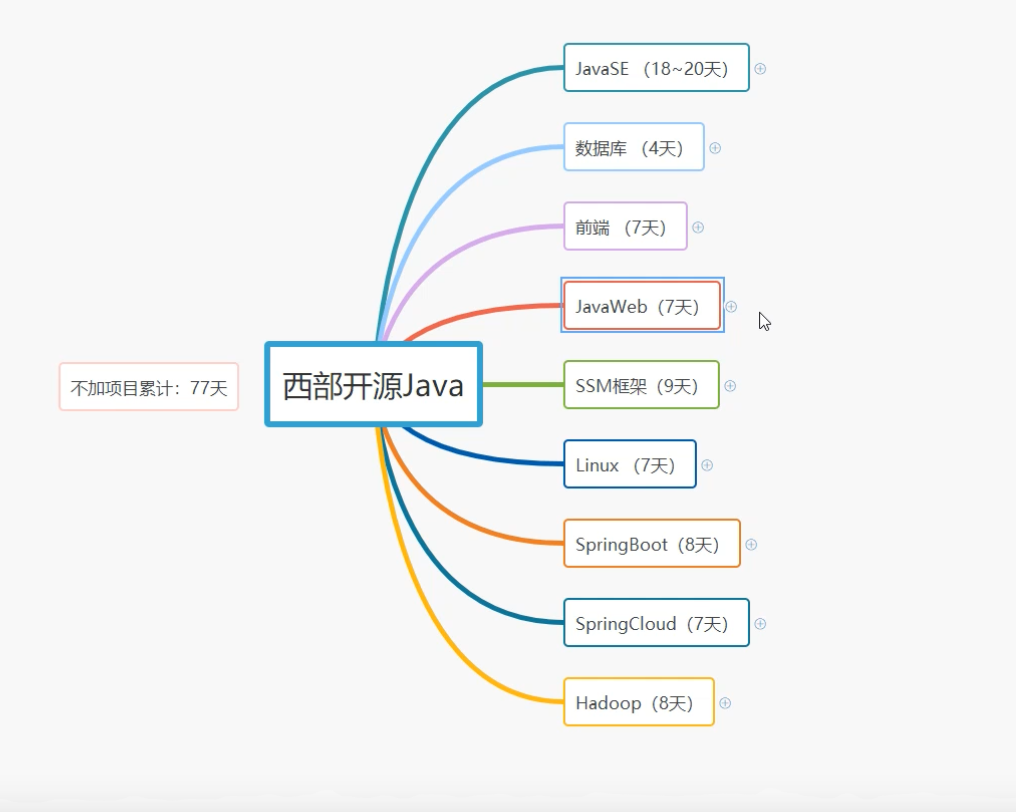 JavaSE （18~20天）
数据库 （4天）
前端 （7天）
JavaWeb（7天）
不加项目累计：77天
西部开源Java
SSM框架（9天）
Linux （7天）
SpringBoot（8天）
SpringCloud（7天）
Hadoop（8天）